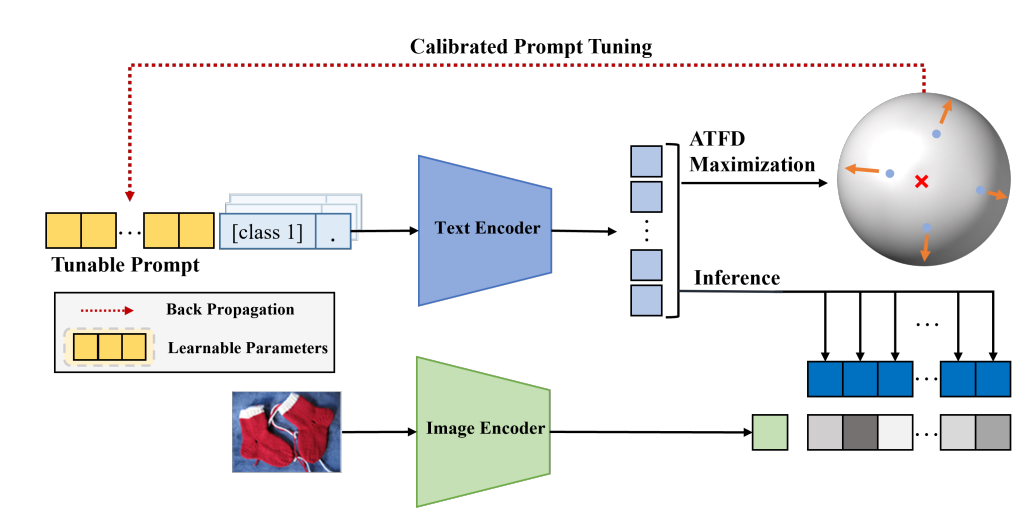 Calibrated Prompt Tuning
ATFD
Maximization
[class 1] .
Text Encoder
Tunable Prompt
Inference
Back Propagation
Learnable Parameters
Image Encoder